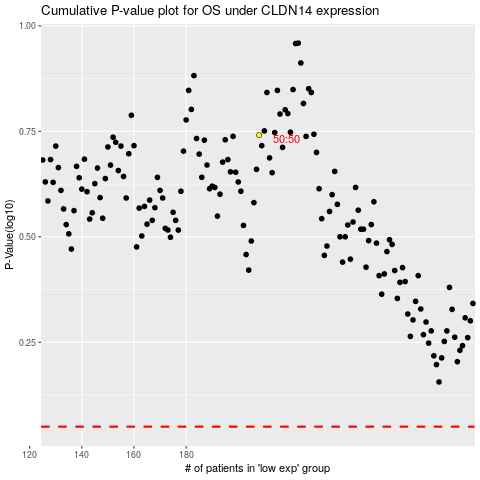 Cumulative P-value plot for OS under CLDN14 expression
P-Value(log10)
1.00
0.75
0.50
0.25
50:50
120 140 160 180
# of patients in 'low exp' group